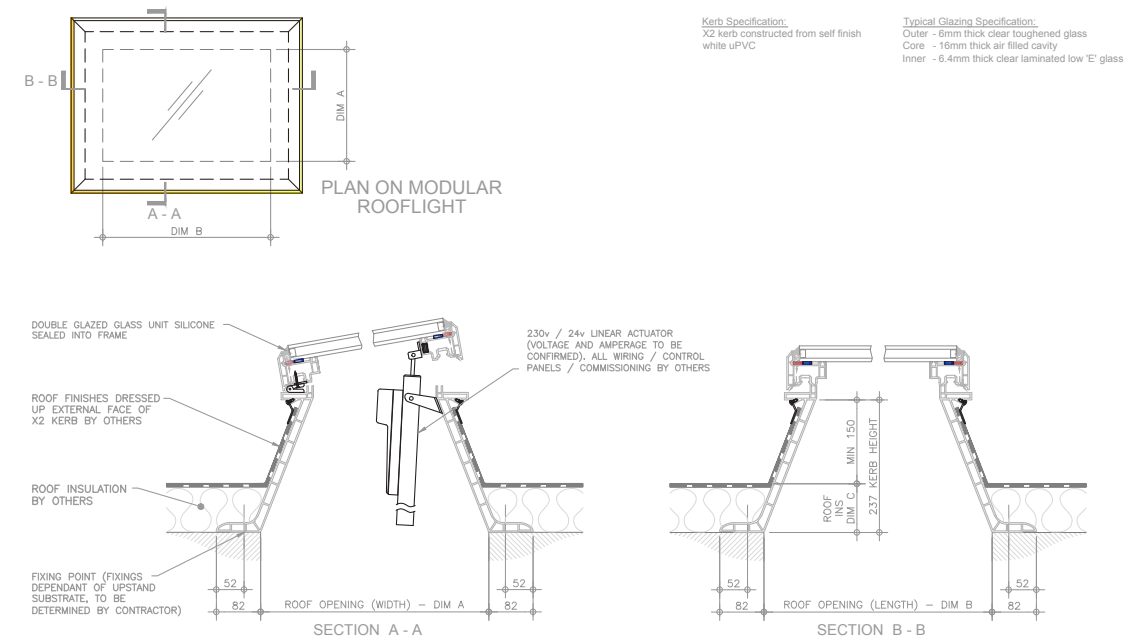 Kerb Specification:
X2 kerb constructed from self finish
white uPVC
Typical Glazing Specification:
Outer - 6mm thick clear toughened glass
Core - 16mm thick air filled cavity
Inner - 6.4mm thick clear laminated low 'E' glass
B - B
DIM A
A - A
DIM B
PLAN ON MODULAR
ROOFLIGHT
DOUBLE GLAZED GLASS UNIT SILICONE
SEALED INTO FRAME
ROOF FINISHES DRESSED
UP EXTERNAL FACE OF
X2 KERB BY OTHERS
ROOF INSULATION
BY OTHERS
FIXING POINT (FIXINGS
DEPENDANT OF UPSTAND
SUBSTRATE, TO BE
DETERMINED BY CONTRACTOR)
230v / 24v LINEAR ACTUATOR
(VOLTAGE AND AMPERAGE TO BE
CONFIRMED). ALL WIRING / CONTROL
PANELS / COMMISSIONING BY OTHERS
52
82
ROOF OPENING (WIDTH) - DIM A
52
82
SECTION A - A
MIN 150
ROOF
INS
DIM C
237 KERB HEIGHT
52
82
ROOF OPENING (LENGTH) - DIM B
52
82
SECTION B - B